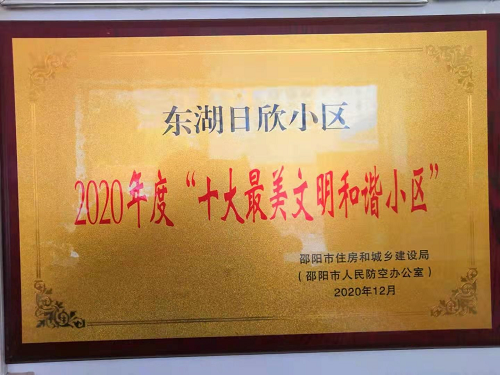 东湖日欣小区
2020年度“十大最美文明和谐小区”
邵阳市住房和城乡建设局
（邵阳市人民防空办公室）
2020年12月